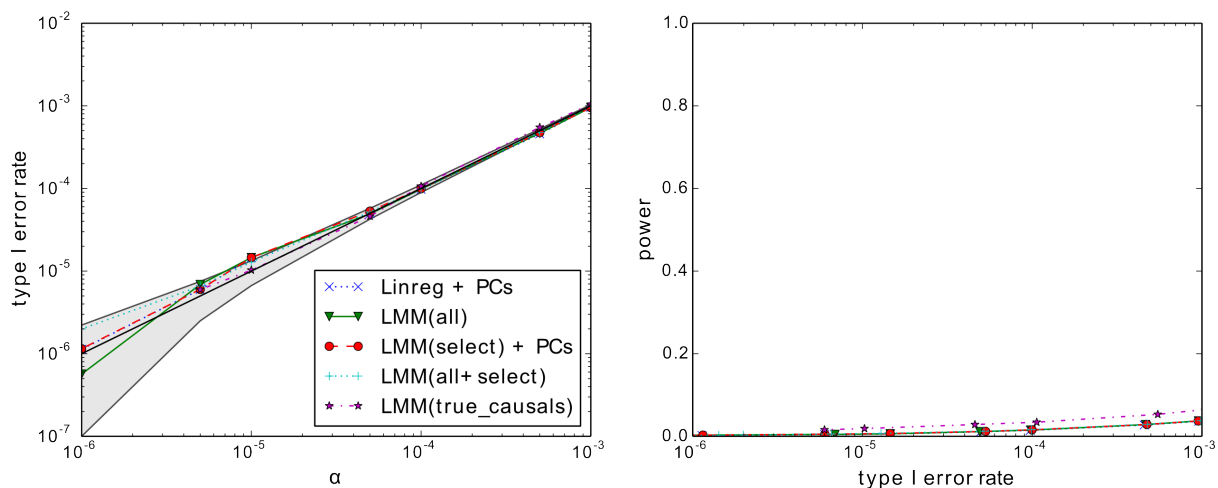 10^-2
10^-3
10^-4
10^-5
10^-6
10^-7
type I error rate
10^-6
10^-5
10^-4
10^-3
α
Linreg + PCs
LMM(all)
LMM(select) + PCs
LMM(all+select)
LMM(true_causals)
1.0
0.8
0.6
0.4
0.2
0.0
power
10^-6
10^-5
10^-4
10^-3
type I error rate